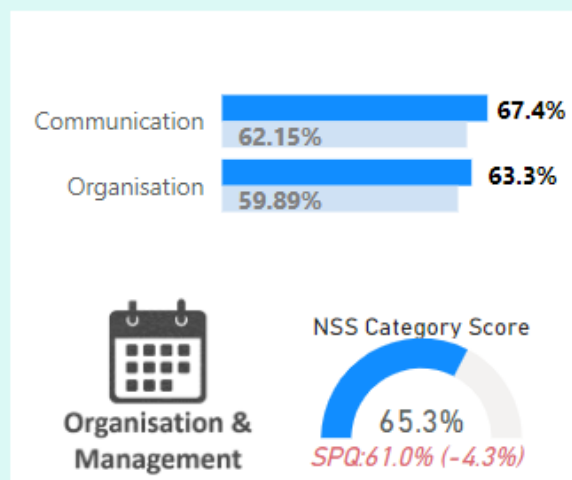 Communication
67.4%
62.15%
Organisation
63.3%
59.89%
Organisation &
Management
NSS Category Score
65.3%
SPQ:61.0% (-4.3%)